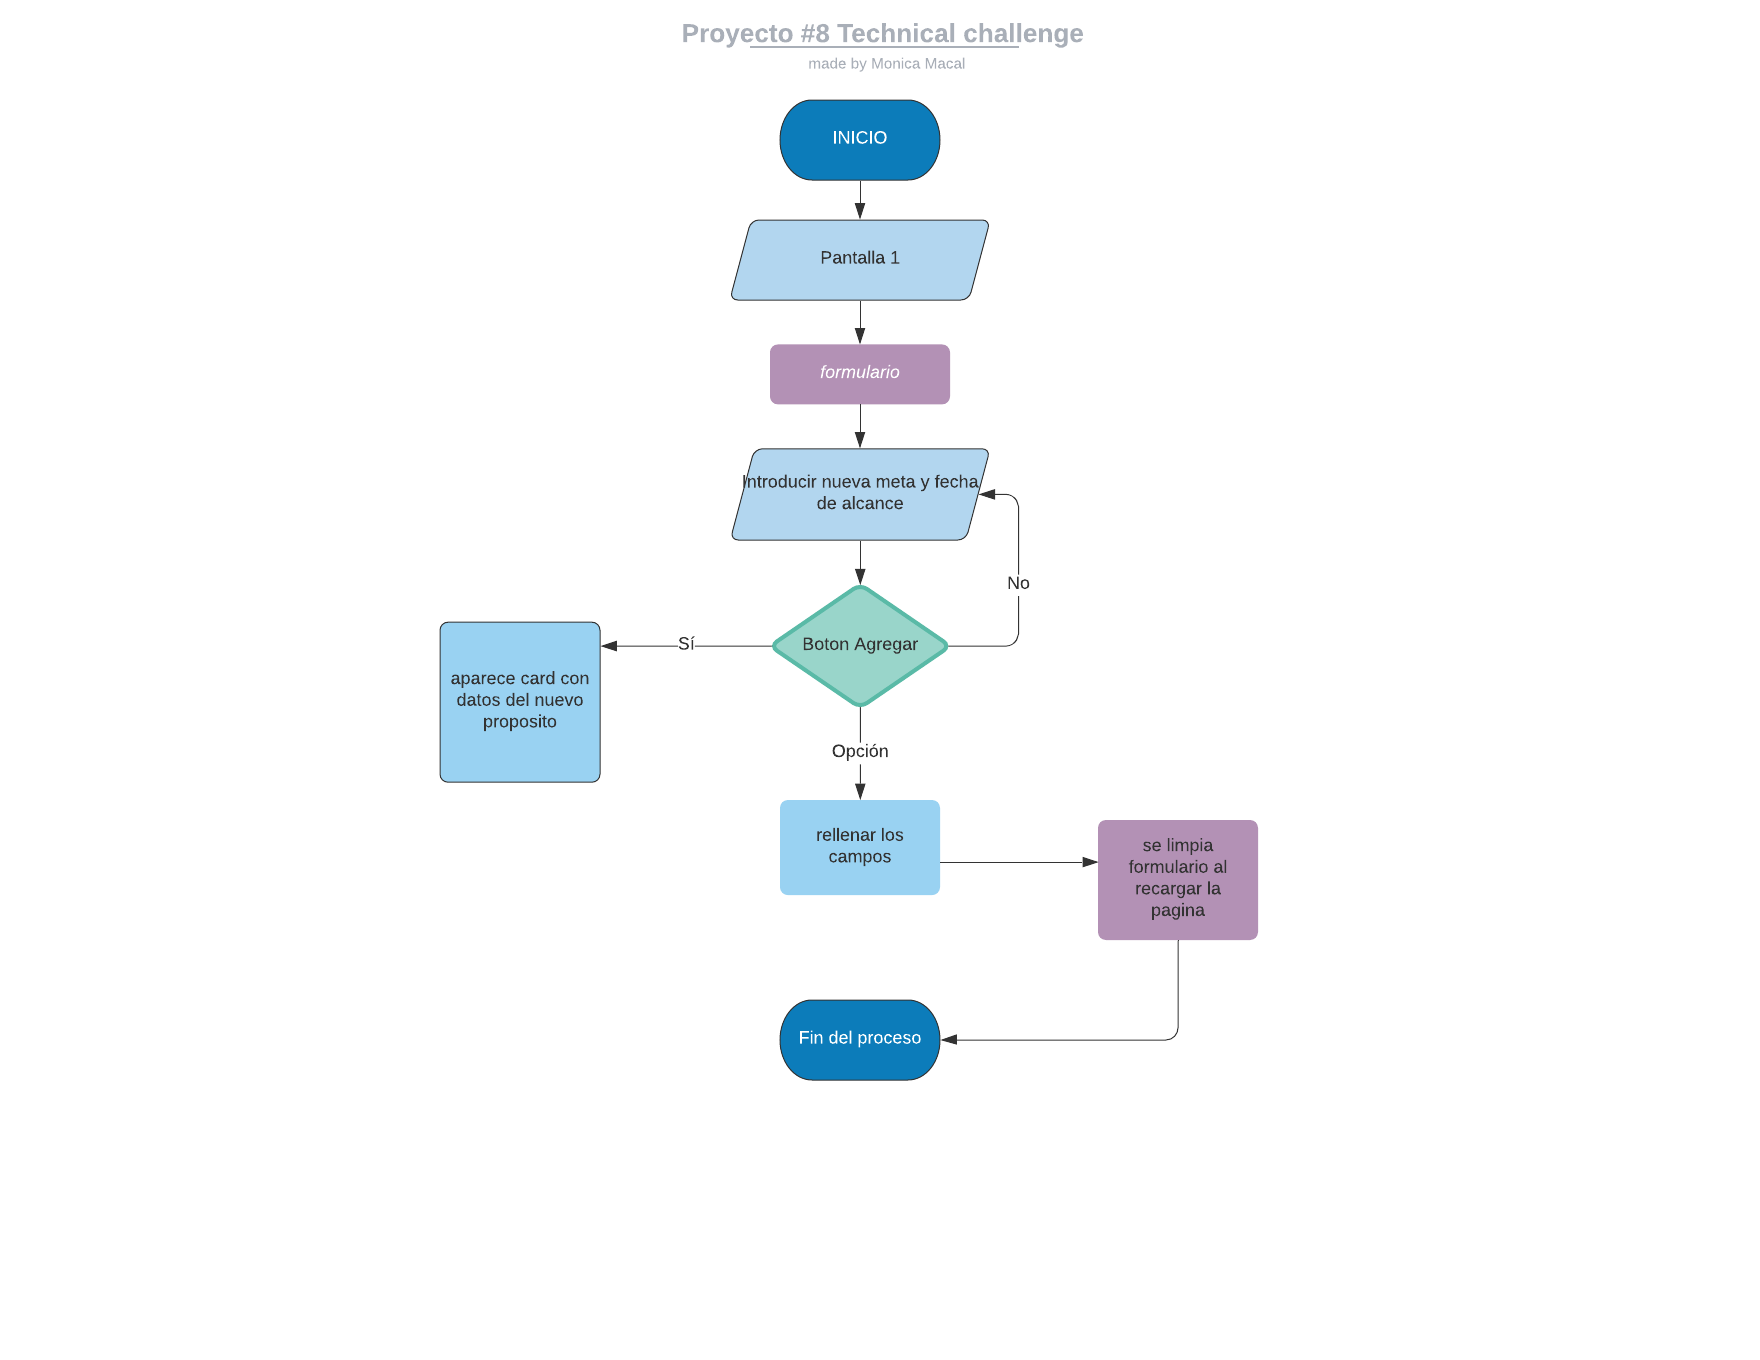 Proyecto #8 Technical challenge
made by Monica Macal
INICIO
Pantalla 1
formulario
Introducir nueva meta y fecha
de alcance
No
Boton Agregar
Sí
aparece card con
datos del nuevo
proposito
Opción
rellenar los
campos
se limpia
formulario al
recargar la
pagina
Fin del proceso